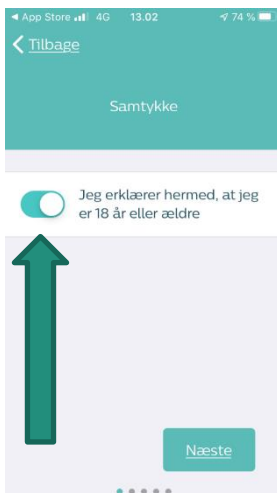 App Store 4G 13.02 74 %
Tilbage
Samtykke
Jeg erklærer hermed, at jeg
er 18 år eller ældre
Næste